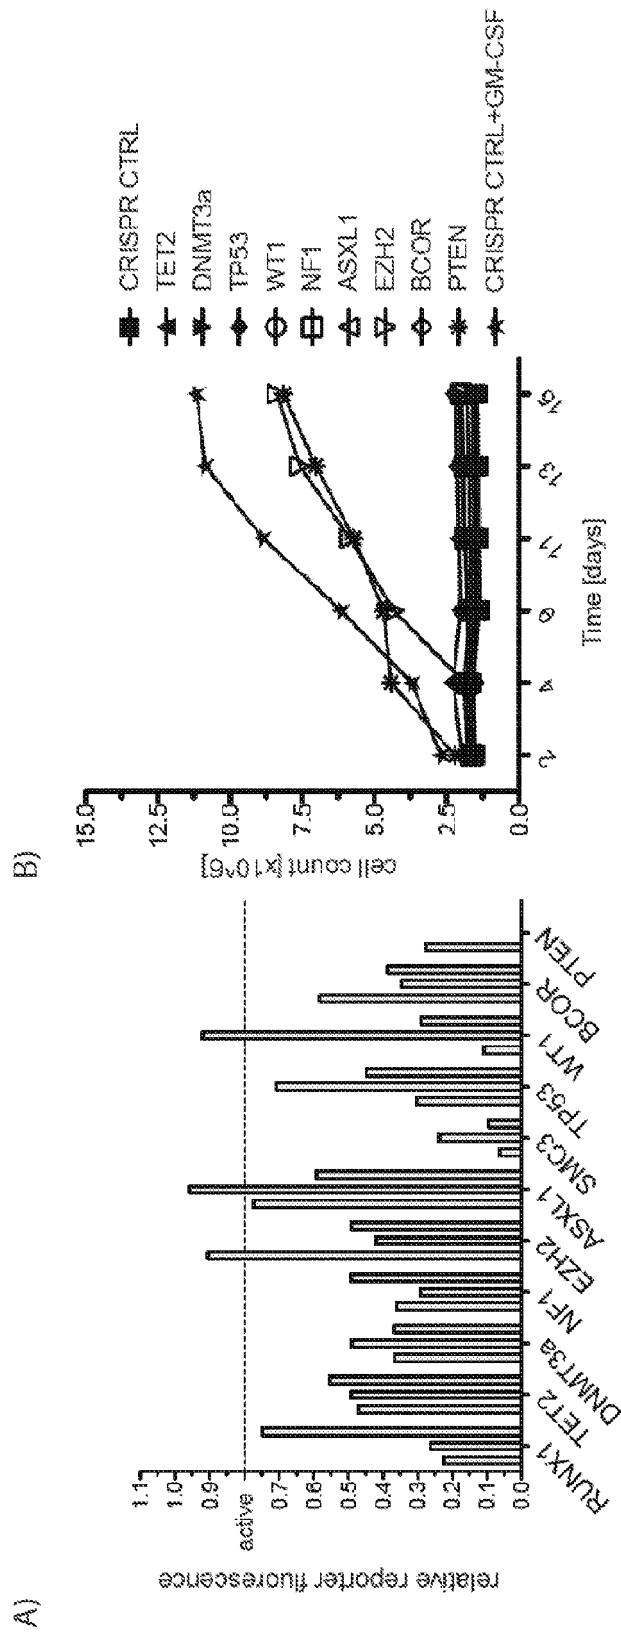 A)
relative reporter fluorescence
1.1
1.0
0.9
active
0.7
0.6
0.5
0.4
0.3
0.2
0.1
0.0
RUNX1
TET2
DNMT3a
NF1
EZH2
ASXL1
SMC3
TP53
WT1
BCOR
PTEN
B)
cell count [x10^6]
15.0
12.5
10.0
7.5
5.0
2.5
0.0
2
4
9
11
13
16
Time [days]
CRISPR CTRL
TET2
DNMT3a
TP53
WT1
NF1
ASXL1
EZH2
BCOR
PTEN
CRISPR CTRL+GM-CSF